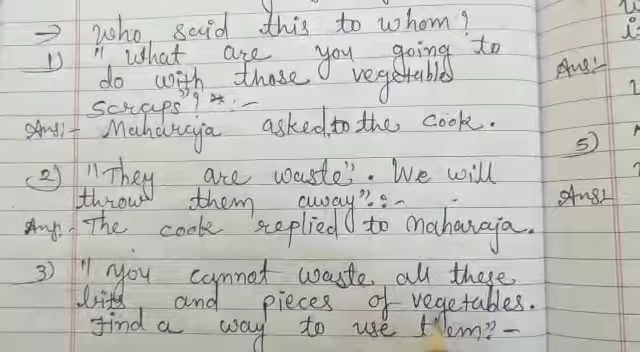 → Who said this to whom?
1) "What are you going to
do with those vegetable
scraps"? :-
Ans:- Maharaja asked to the cook.
2) "They are waste". We will
throw them away". :-
Ans:- The cook replied to Maharaja.
3) "You cannot waste all these
bits and pieces of vegetables.
Find a way to use them" :-
Ans:-
5)
Ans:-